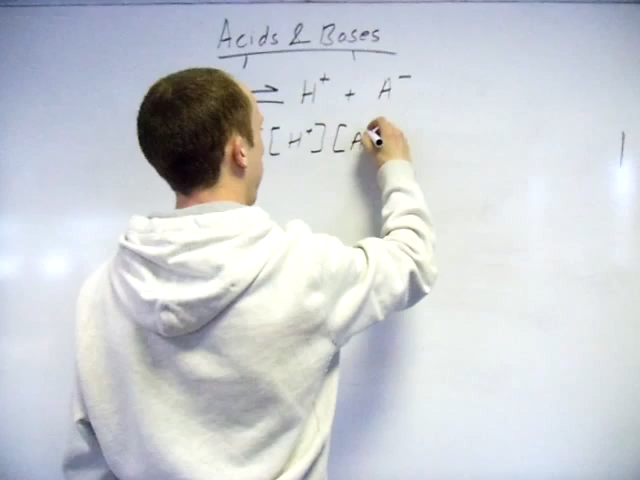 Acids & Bases
⇌ H⁺ + A⁻
[H⁺] [A